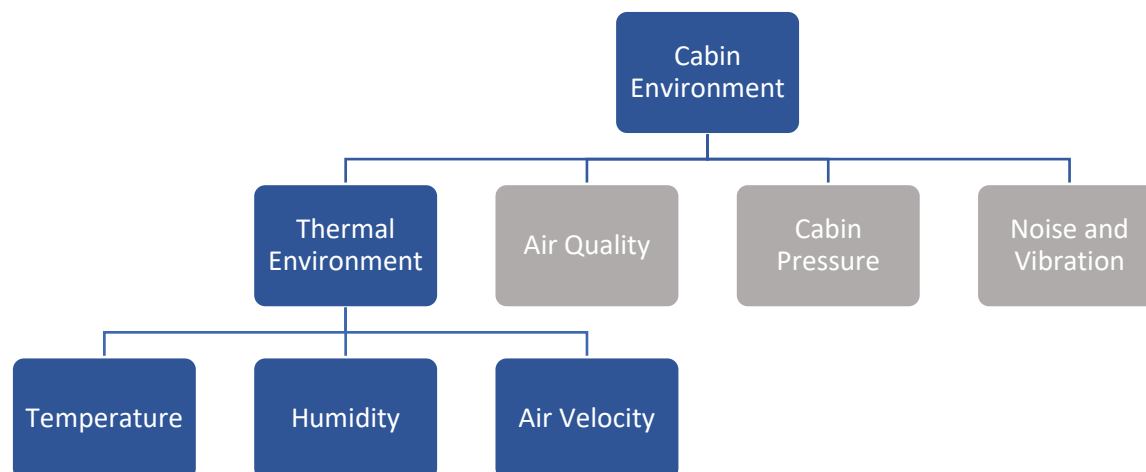 Cabin
Environment
Thermal
Environment
Air Quality
Cabin
Pressure
Noise and
Vibration
Temperature
Humidity
Air Velocity